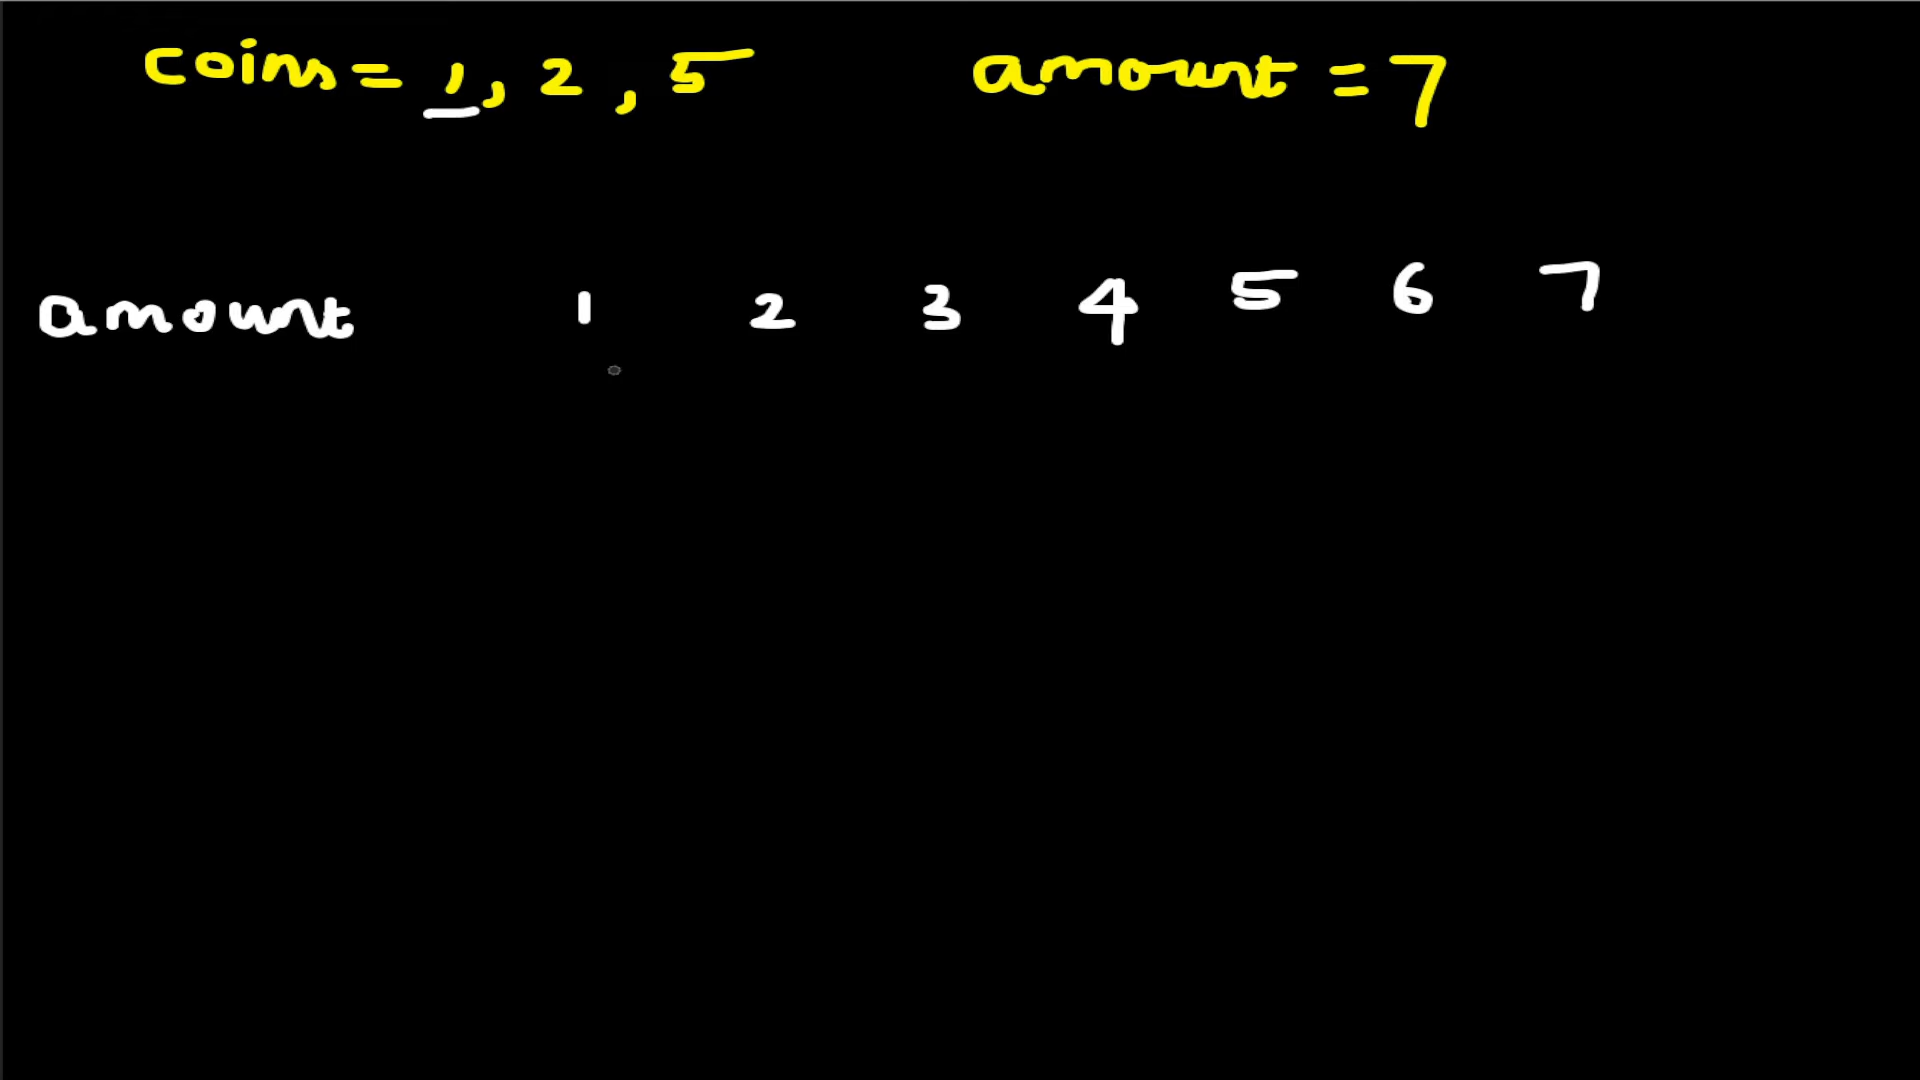 coins = 1, 2, 5 amount = 7
amount 1 2 3 4 5 6 7